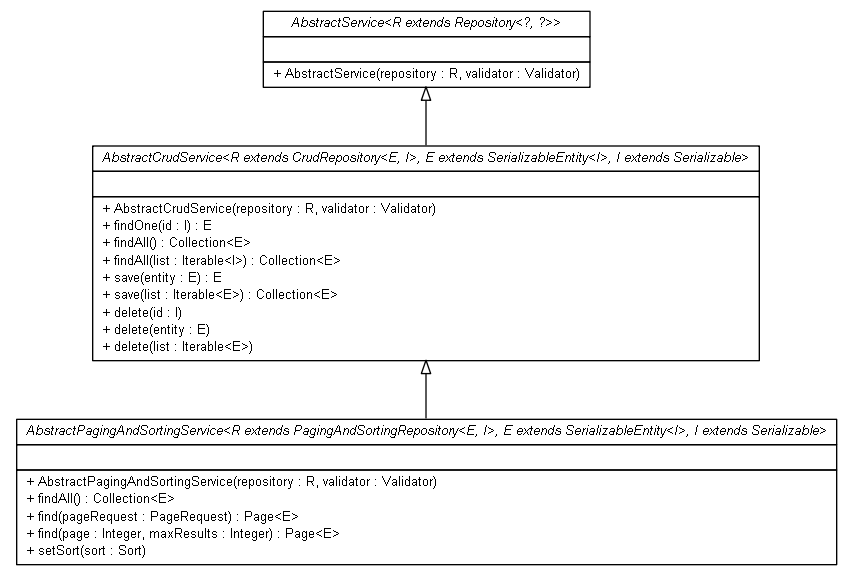 AbstractService<R extends Repository<?, ?>>
+ AbstractService(repository : R, validator : Validator)
AbstractCrudService<R extends CrudRepository<E, I>, E extends SerializableEntity<I>, I extends Serializable>
+ AbstractCrudService(repository : R, validator : Validator)
+ findOne(id : I) : E
+ findAll() : Collection<E>
+ findAll(list : Iterable<I>) : Collection<E>
+ save(entity : E) : E
+ save(list : Iterable<E>) : Collection<E>
+ delete(id : I)
+ delete(entity : E)
+ delete(list : Iterable<E>)
AbstractPagingAndSortingService<R extends PagingAndSortingRepository<E, I>, E extends SerializableEntity<I>, I extends Serializable>
+ AbstractPagingAndSortingService(repository : R, validator : Validator)
+ findAll() : Collection<E>
+ find(pageRequest : PageRequest) : Page<E>
+ find(page : Integer, maxResults : Integer) : Page<E>
+ setSort(sort : Sort)